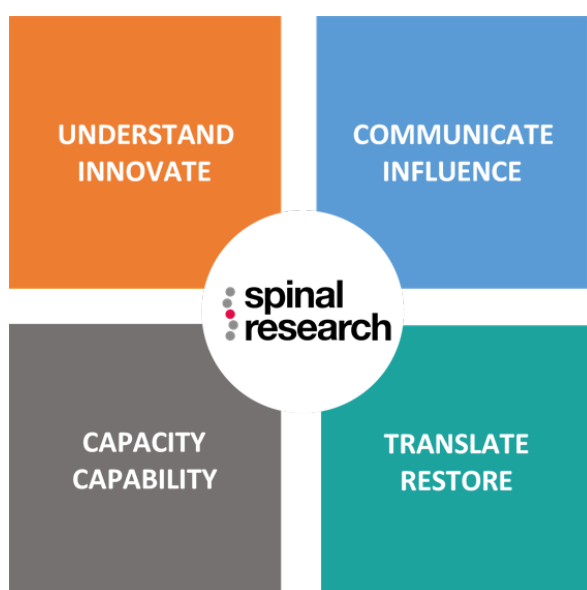 UNDERSTAND
INNOVATE
COMMUNICATE
INFLUENCE
spinal
research
CAPACITY
CAPABILITY
TRANSLATE
RESTORE